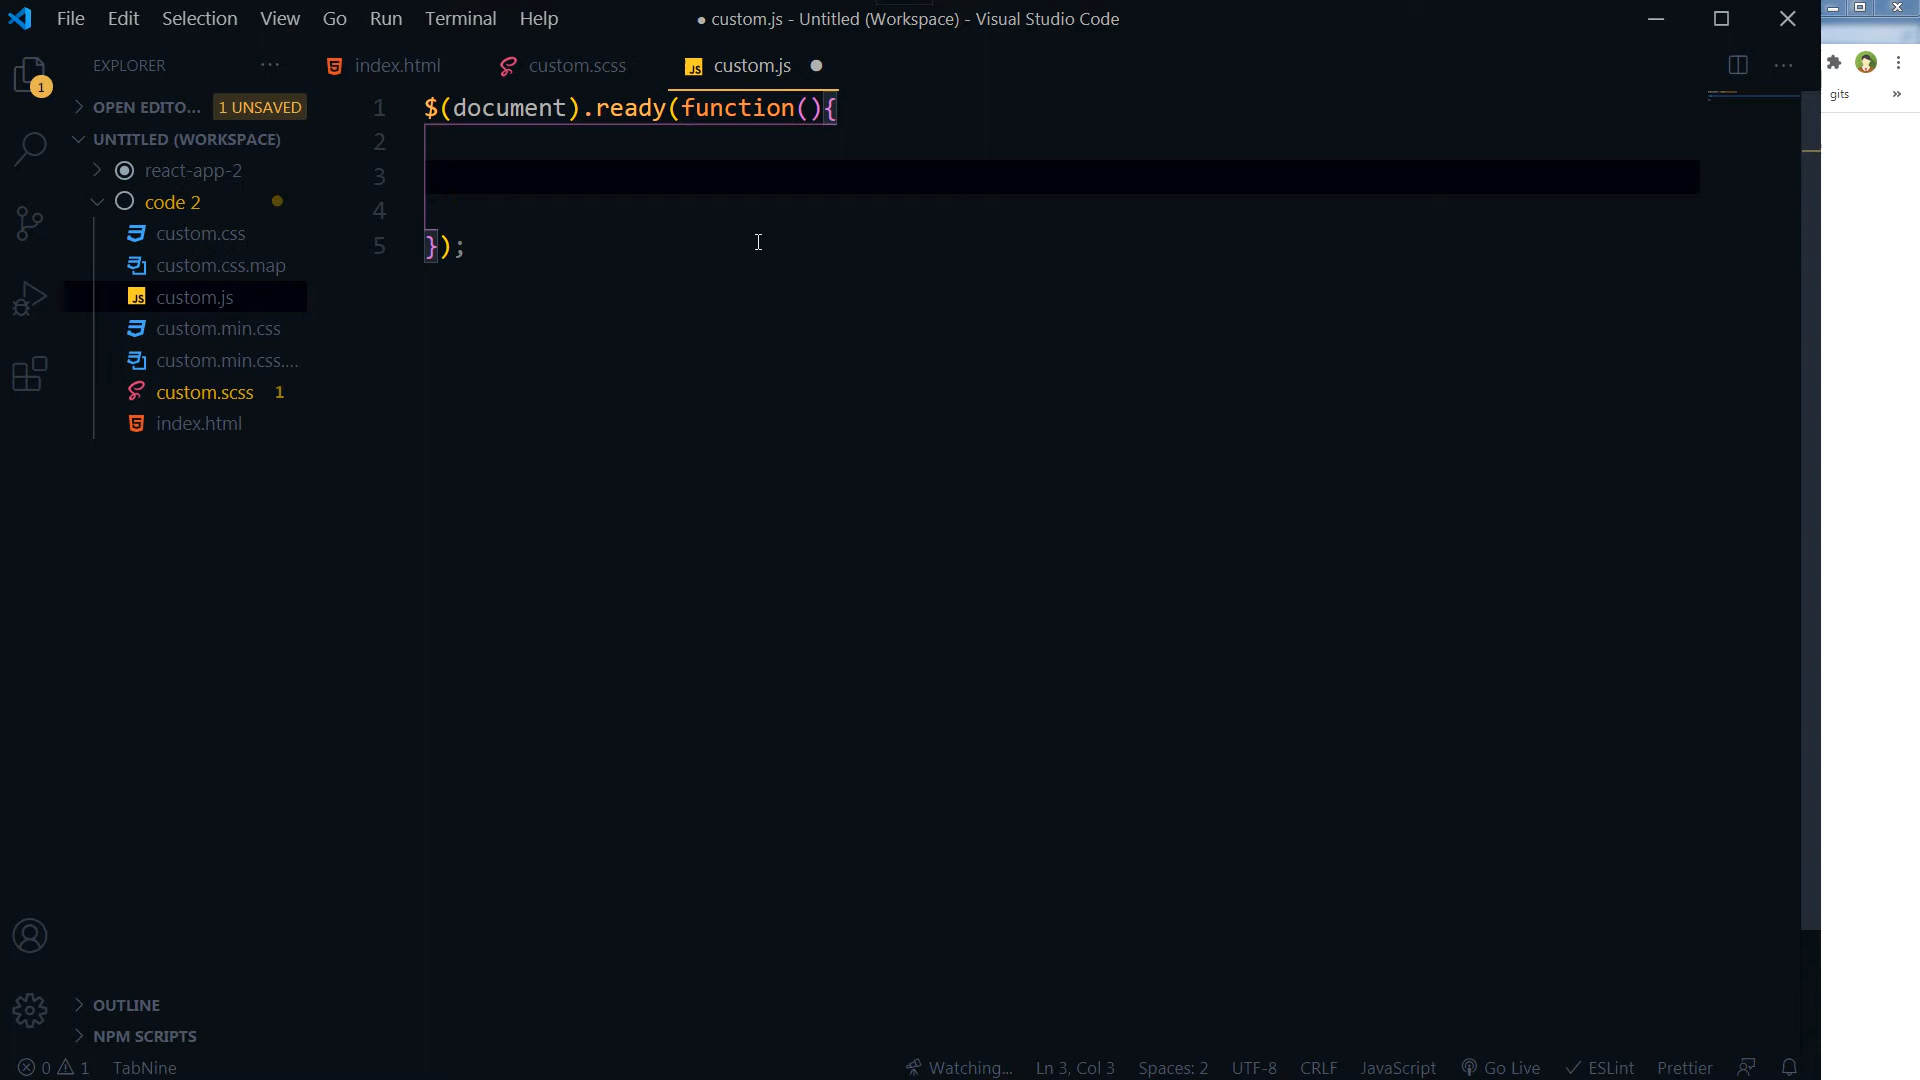 File Edit Selection View Go Run Terminal Help
● custom.js - Untitled (Workspace) - Visual Studio Code
EXPLORER ...
index.html custom.scss JS custom.js
OPEN EDITO... 1 UNSAVED
UNTITLED (WORKSPACE)
react-app-2
code 2
custom.css
custom.css.map
JS custom.js
custom.min.css
custom.min.css....
custom.scss 1
index.html
1 $(document).ready(function(){
2
3
4
5 });
1
gits »
OUTLINE
NPM SCRIPTS
0 1 TabNine Watching... Ln 3, Col 3 Spaces: 2 UTF-8 CRLF JavaScript Go Live ESLint Prettier